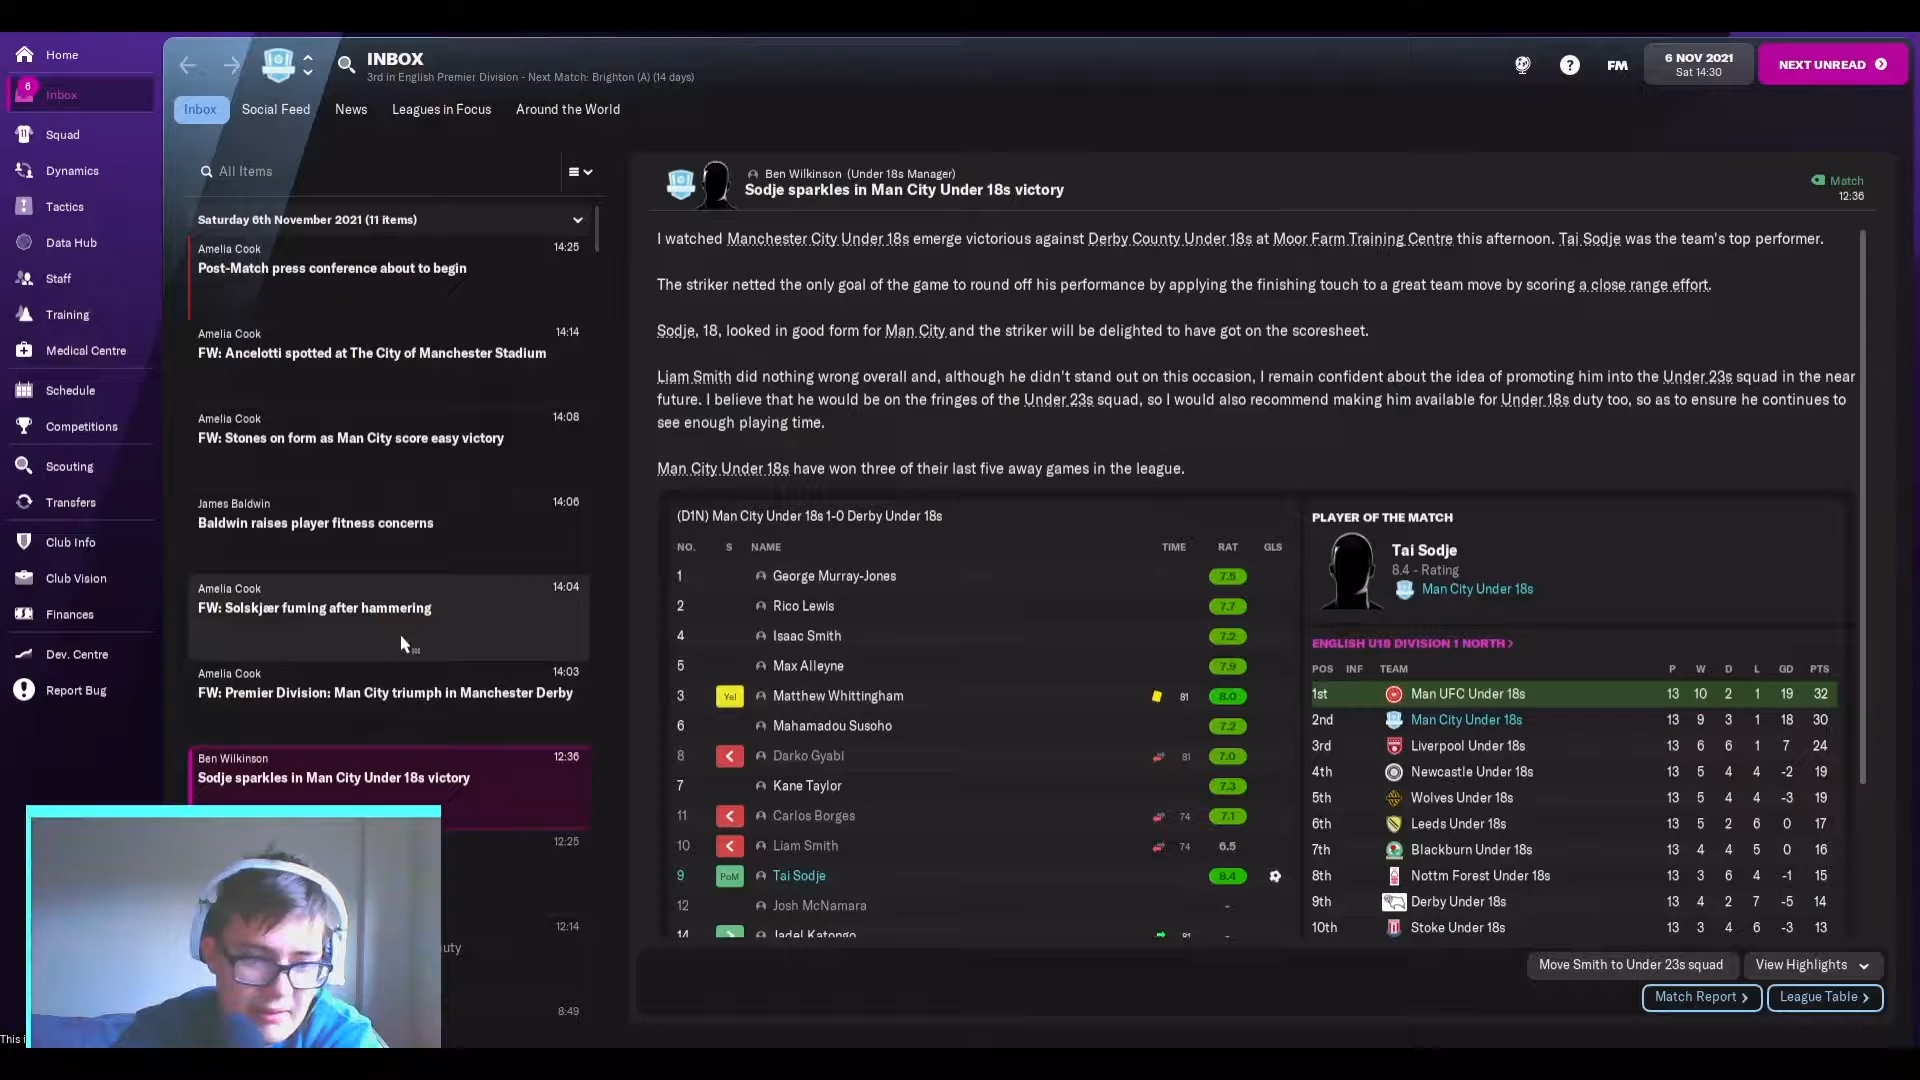 Home
6
Inbox
Squad
Dynamics
Tactics
Data Hub
Staff
Training
Medical Centre
Schedule
Competitions
Scouting
Transfers
Club Info
Club Vision
Finances
Dev. Centre
Report Bug
INBOX
3rd in English Premier Division - Next Match: Brighton (A) (14 days)
FM
6 NOV 2021
Sat 14:30
NEXT UNREAD
Inbox Social Feed News Leagues in Focus Around the World
All Items
Saturday 6th November 2021 (11 items)
Amelia Cook 14:25
Post-Match press conference about to begin
Amelia Cook 14:14
FW: Ancelotti spotted at The City of Manchester Stadium
Amelia Cook 14:08
FW: Stones on form as Man City score easy victory
James Baldwin 14:06
Baldwin raises player fitness concerns
Amelia Cook 14:04
FW: Solskjær fuming after hammering
Amelia Cook 14:03
FW: Premier Division: Man City triumph in Manchester Derby
Ben Wilkinson 12:36
Sodje sparkles in Man City Under 18s victory
12:25
12:14
uty
8:49
This i
Ben Wilkinson (Under 18s Manager)
Sodje sparkles in Man City Under 18s victory
Match
12:36
I watched Manchester City Under 18s emerge victorious against Derby County Under 18s at Moor Farm Training Centre this afternoon. Tai Sodje was the team's top performer.
The striker netted the only goal of the game to round off his performance by applying the finishing touch to a great team move by scoring a close range effort.
Sodje, 18, looked in good form for Man City and the striker will be delighted to have got on the scoresheet.
Liam Smith did nothing wrong overall and, although he didn't stand out on this occasion, I remain confident about the idea of promoting him into the Under 23s squad in the near
future. I believe that he would be on the fringes of the Under 23s squad, so I would also recommend making him available for Under 18s duty too, so as to ensure he continues to
see enough playing time.
Man City Under 18s have won three of their last five away games in the league.
(D1N) Man City Under 18s 1-0 Derby Under 18s
NO. S NAME TIME RAT GLS
1 George Murray-Jones 7.5
2 Rico Lewis 7.7
4 Isaac Smith 7.2
5 Max Alleyne 7.9
3 Yel Matthew Whittingham 81 8.0
6 Mahamadou Susoho 7.2
8 Darko Gyabi 81 7.0
7 Kane Taylor 7.3
11 Carlos Borges 74 7.1
10 Liam Smith 74 6.5
9 PoM Tai Sodje 8.4
12 Josh McNamara -
14 Jadel Katongo 81 -
PLAYER OF THE MATCH
Tai Sodje
8.4 - Rating
Man City Under 18s
ENGLISH U18 DIVISION 1 NORTH >
POS INF TEAM P W D L GD PTS
1st Man UFC Under 18s 13 10 2 1 19 32
2nd Man City Under 18s 13 9 3 1 18 30
3rd Liverpool Under 18s 13 6 6 1 7 24
4th Newcastle Under 18s 13 5 4 4 -2 19
5th Wolves Under 18s 13 5 4 4 -3 19
6th Leeds Under 18s 13 5 2 6 0 17
7th Blackburn Under 18s 13 4 4 5 0 16
8th Nottm Forest Under 18s 13 3 6 4 -1 15
9th Derby Under 18s 13 4 2 7 -5 14
10th Stoke Under 18s 13 3 4 6 -3 13
Move Smith to Under 23s squad
View Highlights
Match Report >
League Table >